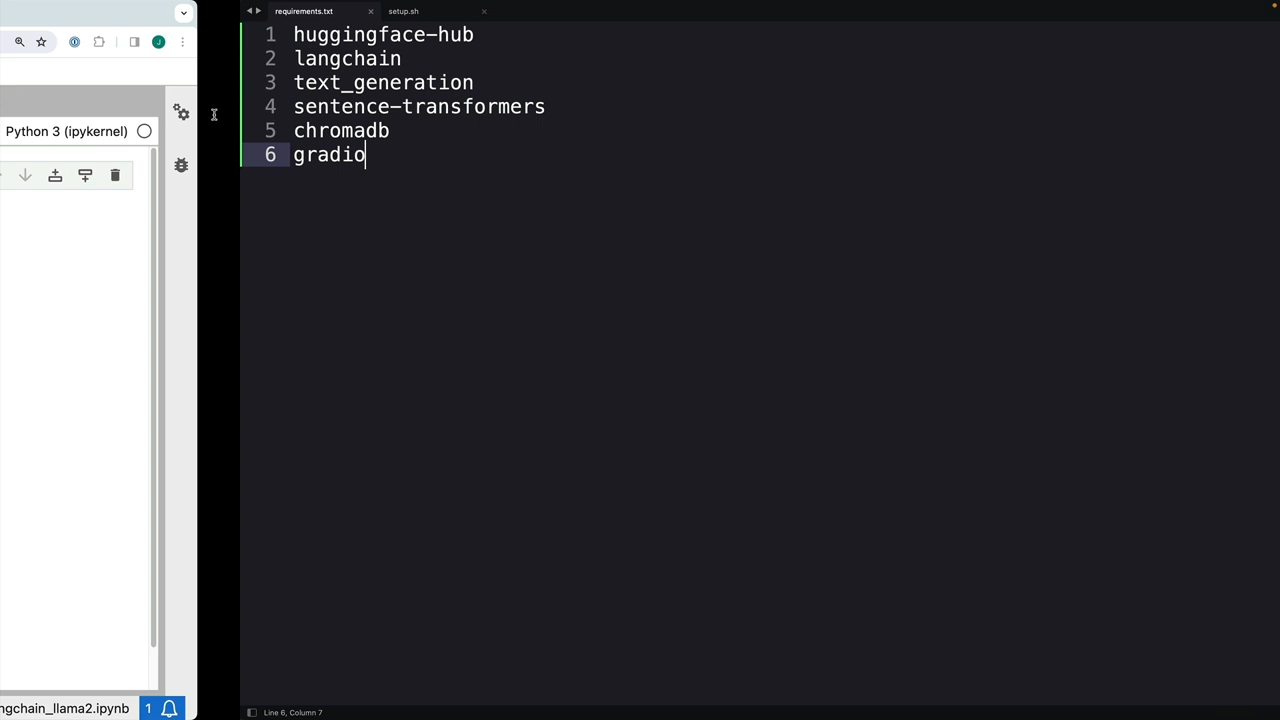 requirements.txt
setup.sh
1 huggingface-hub
2 langchain
3 text_generation
4 sentence-transformers
5 chromadb
6 gradio
J
Python 3 (ipykernel)
ngchain_llama2.ipynb
1
Line 6, Column 7